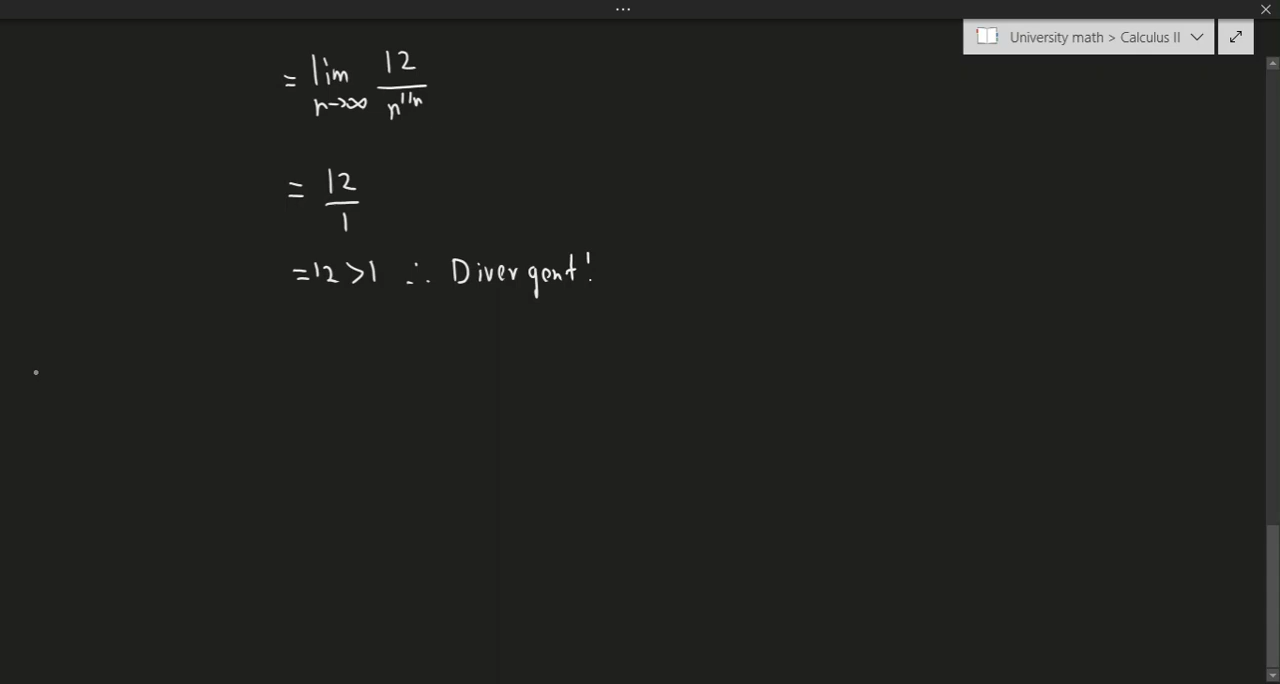 ...
University math > Calculus II
= lim n→∞ 12 / n^1/n
= 12 / 1
= 12 > 1 ∴ Divergent!